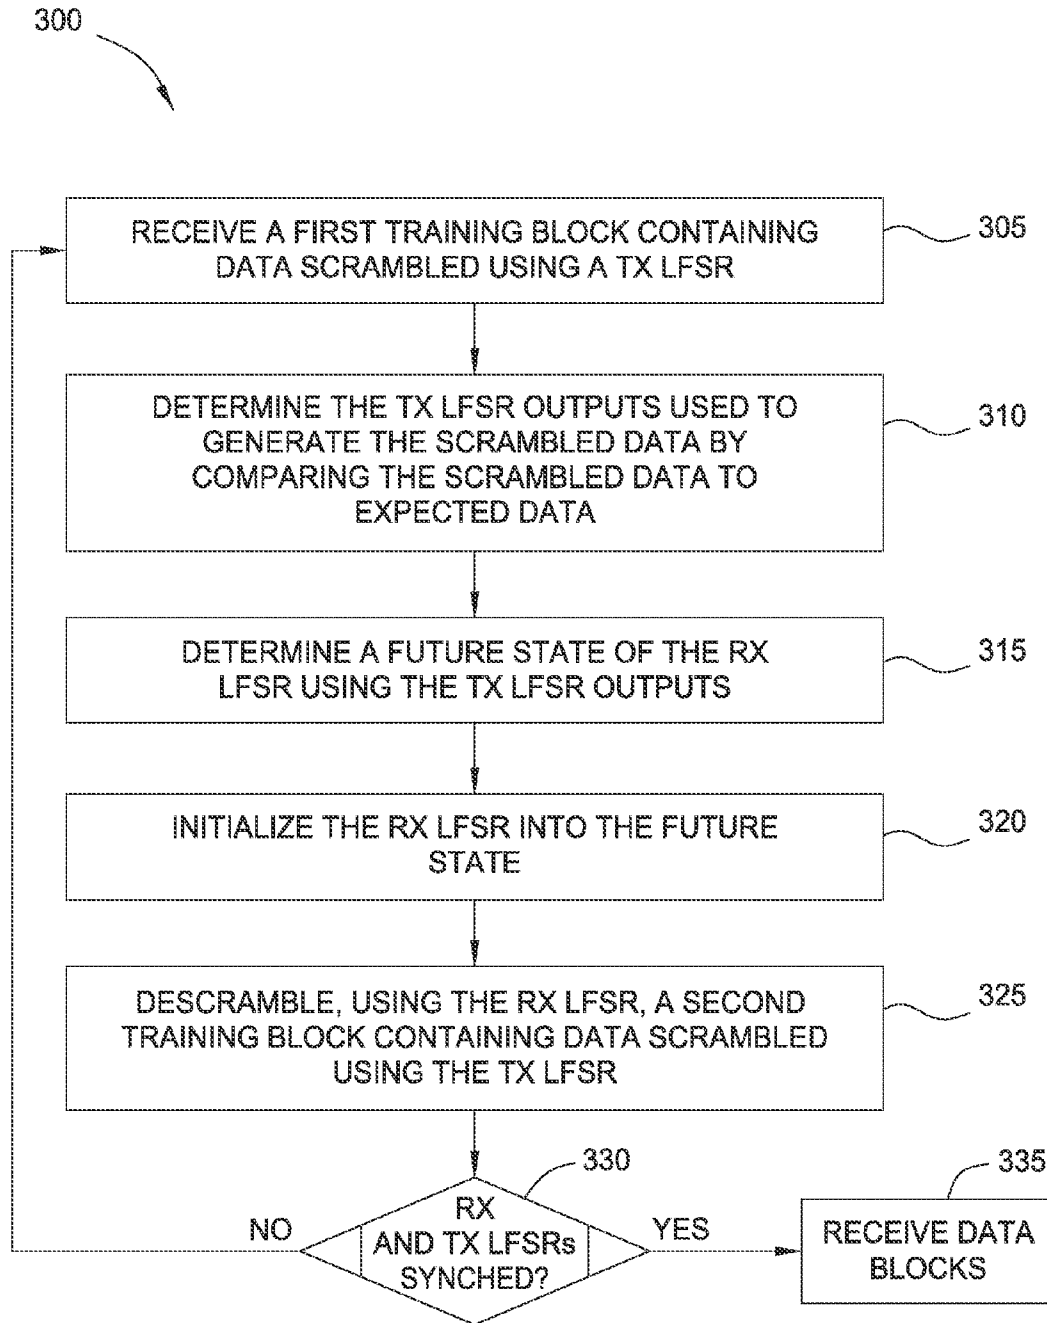 300
RECEIVE A FIRST TRAINING BLOCK CONTAINING
DATA SCRAMBLED USING A TX LFSR
305
DETERMINE THE TX LFSR OUTPUTS USED TO
GENERATE THE SCRAMBLED DATA BY
COMPARING THE SCRAMBLED DATA TO
EXPECTED DATA
310
DETERMINE A FUTURE STATE OF THE RX
LFSR USING THE TX LFSR OUTPUTS
315
INITIALIZE THE RX LFSR INTO THE FUTURE
STATE
320
DESCRAMBLE, USING THE RX LFSR, A SECOND
TRAINING BLOCK CONTAINING DATA SCRAMBLED
USING THE TX LFSR
325
330
RX
AND TX LFSRs
SYNCHED?
NO
YES
335
RECEIVE DATA
BLOCKS